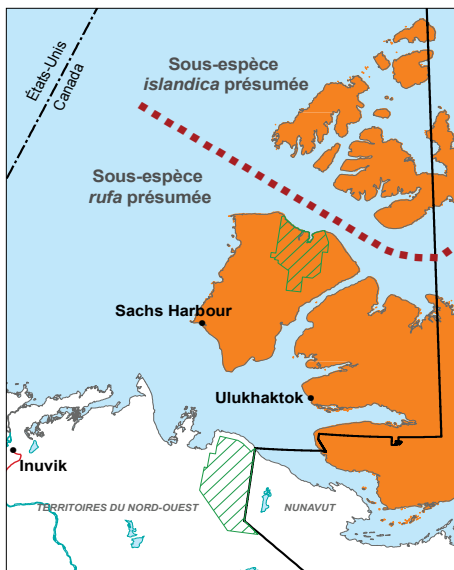 États-Unis
Canada
Sous-espèce
islandica présumée
Sous-espèce
rufa présumée
Sachs Harbour
Ulukhaktok
Inuvik
TERRITOIRES DU NORD-OUEST
NUNAVUT